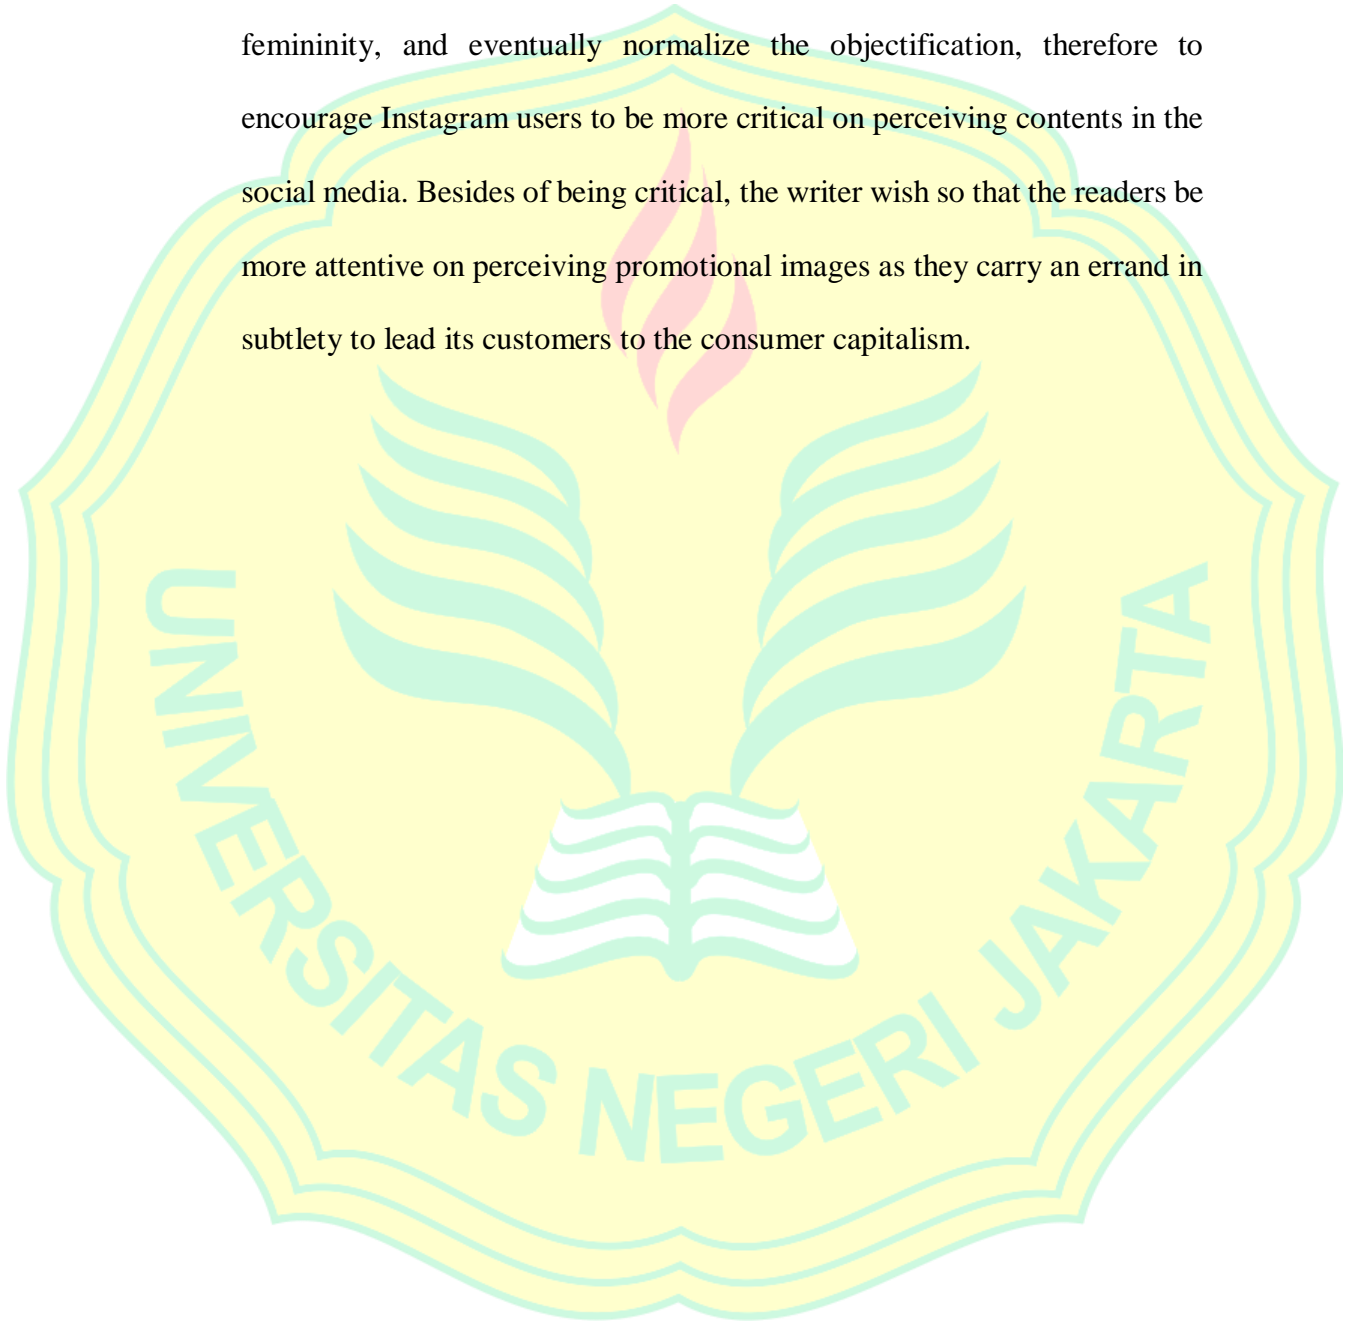 femininity, and eventually normalize the objectification, therefore to
encourage Instagram users to be more critical on perceiving contents in the
social media. Besides of being critical, the writer wish so that the readers be
more attentive on perceiving promotional images as they carry an errand in
subtlety to lead its customers to the consumer capitalism.
UNIVERSITAS NEGERI JAKARTA